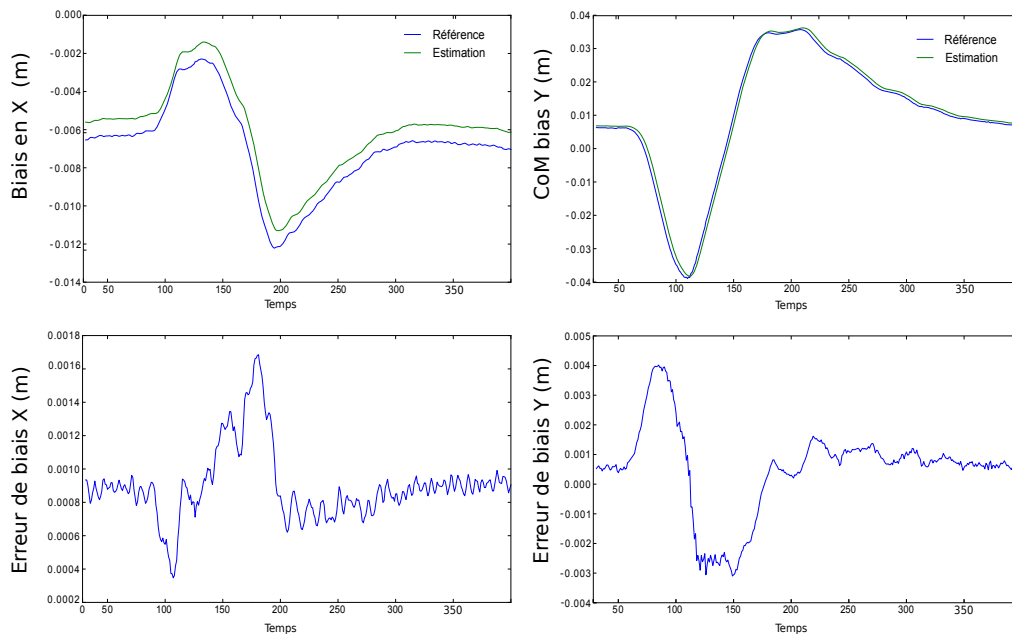 Biais en X (m)
0.000
-0.002
-0.004
-0.006
-0.008
-0.010
-0.012
-0.014
Référence
Estimation
0 50 100 150 200 250 300 350
Temps
CoM bias Y (m)
0.04
0.03
0.02
0.01
0.00
-0.01
-0.02
-0.03
-0.04
Référence
Estimation
50 100 150 200 250 300 350
Temps
Erreur de biais X (m)
0.0018
0.0016
0.0014
0.0012
0.0010
0.0008
0.0006
0.0004
0.0002
0 50 100 150 200 250 300 350
Temps
Erreur de biais Y (m)
0.005
0.004
0.003
0.002
0.001
0.000
-0.001
-0.002
-0.003
-0.004
50 100 150 200 250 300 350
Temps